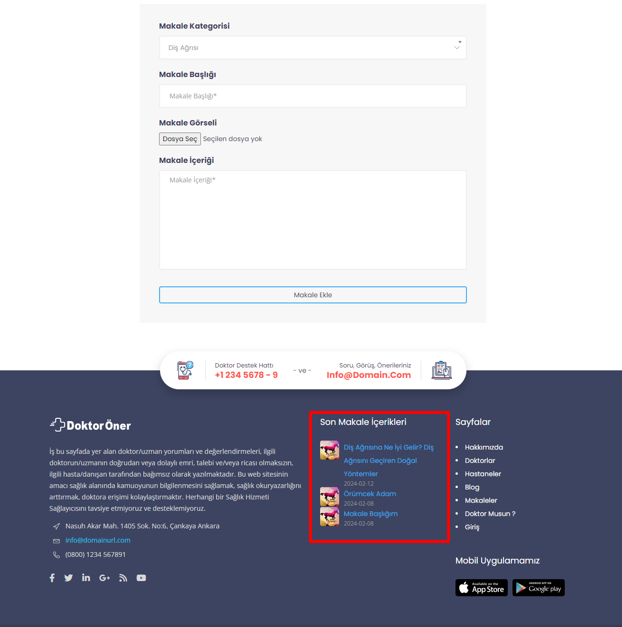 Makale Kategorisi
Diş Ağrısı
Makale Başlığı
Makale Başlığı*
Makale Görseli
Dosya Seç Seçilen dosya yok
Makale İçeriği
Makale İçeriği*
Makale Ekle
Doktor Destek Hattı
+1 234 5678 - 9
- ve -
Soru, Görüş, Önerileriniz
Info@Domain.Com
DoktorÖner
İş bu sayfada yer alan doktor/uzman yorumları ve değerlendirmeleri, ilgili
doktorun/uzmanın doğrudan veya dolaylı emri, talebi ve/veya ricası olmaksızın,
ilgili hasta/danışan tarafından bağımsız olarak yazılmaktadır. Bu web sitesinin
amacı sağlık alanında kamuoyunun bilgilenmesini sağlamak, sağlık okuryazarlığını
arttırmak, doktora erişimi kolaylaştırmaktır. Herhangi bir Sağlık Hizmeti
Sağlayıcısını tavsiye etmiyoruz ve desteklemiyoruz.
Nasuh Akar Mah. 1405 Sok. No:6, Çankaya Ankara
info@domainurl.com
(0800) 1234 567891
Son Makale İçerikleri
Diş Ağrısına Ne İyi Gelir? Diş
Ağrısını Geçiren Doğal
Yöntemler
2024-02-12
Örümcek Adam
2024-02-08
Makale Başlığım
2024-02-08
Sayfalar
Hakkımızda
Doktorlar
Hastaneler
Blog
Makaleler
Doktor Musun ?
Giriş
Mobil Uygulamamız
Available on the
App Store
ANDROID APP ON
Google play